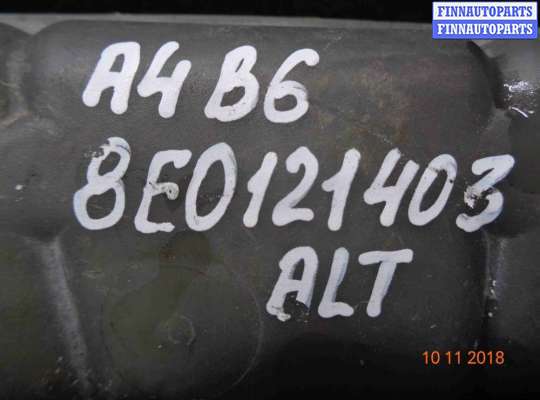 FINNAUTOPARTS
FINNAUTOPARTS
A4 B6
8E0121403
ALT
10 11 2018